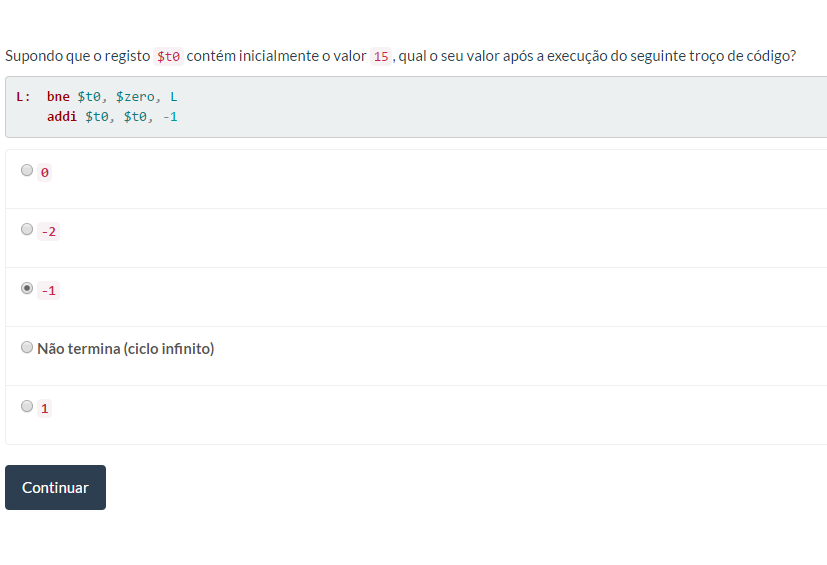 Supondo que o registo $t0 contém inicialmente o valor 15, qual o seu valor após a execução do seguinte troço de código?
L: bne $t0, $zero, L
addi $t0, $t0, -1
0
-2
-1
Não termina (ciclo infinito)
1
Continuar